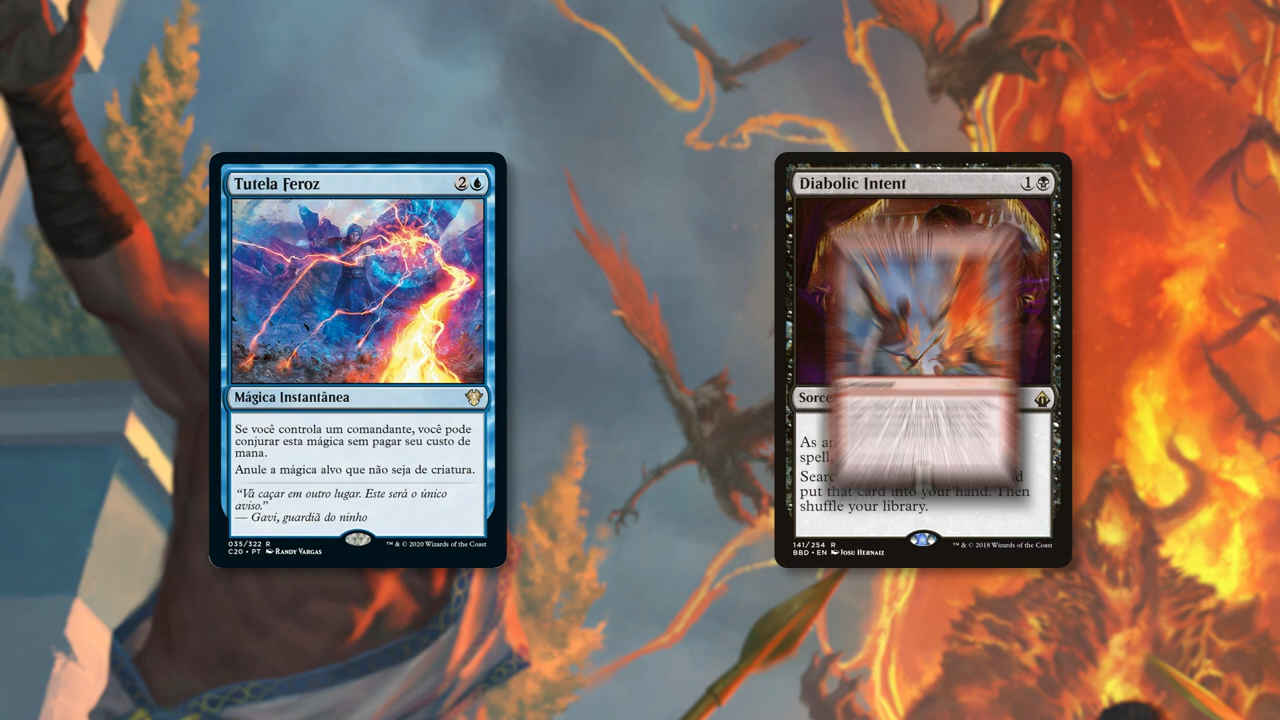 Tutela Feroz
2
Mágica Instantânea
Se você controla um comandante, você pode
conjurar esta mágica sem pagar seu custo de
mana.
Anule a mágica alvo que não seja de criatura.
“Vá caçar em outro lugar. Este será o único
aviso.”
— Gavi, guardiã do ninho
035/322 R
C20 • PT RANDY VARGAS
™ & © 2020 Wizards of the Coast
Diabolic Intent
1
As
spell,
put that card into your hand. Then
shuffle your library.
141/254 R
BBD • EN JOSU HERNAIZ
™ & © 2018 Wizards of the Coast